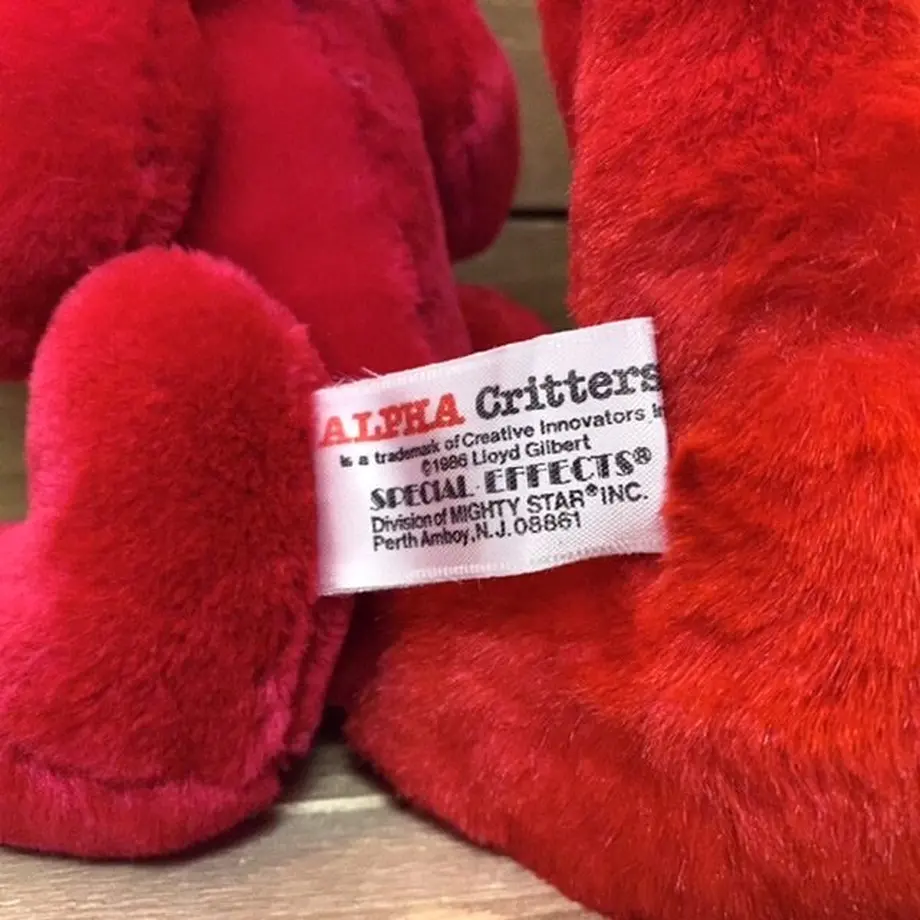 ALPHA Critters
is a trademark of Creative Innovators In
©1986 Lloyd Gilbert
SPECIAL EFFECTS®
Division of MIGHTY STAR® INC.
Perth Amboy, N.J. 08861